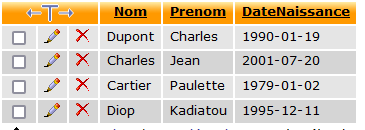 Nom Prenom DateNaissance
Dupont Charles 1990-01-19
Charles Jean 2001-07-20
Cartier Paulette 1979-01-02
Diop Kadiatou 1995-12-11